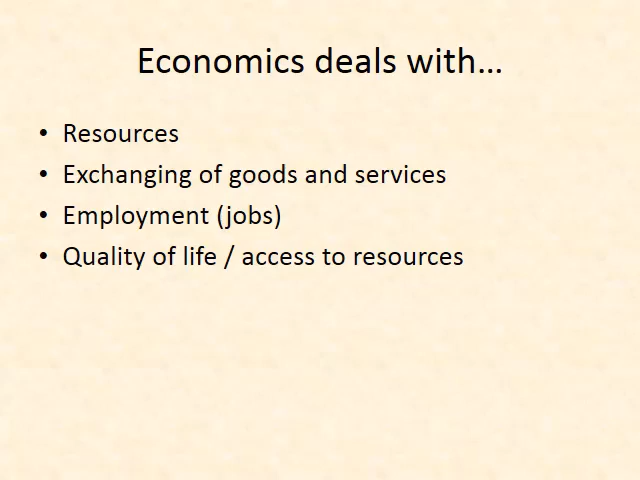 Economics deals with...
• Resources
• Exchanging of goods and services
• Employment (jobs)
• Quality of life / access to resources